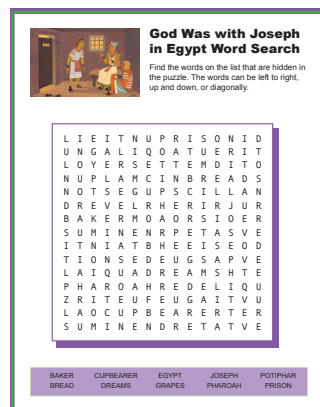 God Was with Joseph
in Egypt Word Search
Find the words on the list that are hidden in
the puzzle. The words can be left to right,
up and down, or diagonally.
L I E I T N U P R I S O N I D
U N G A L I Q O A T U E R I T
L O Y E R S E T T E M D I T O
N U P L A M C I N B R E A D S
N O T S E G U P S C I L L A N
D R E V E L R H E R I R J U R
B A K E R M O A O R S I O E R
S U M I N E N R P E T A S V E
I T N I A T B H E E I S E O D
T I O N S E D E U G S A P V E
L A I Q U A D R E A M S H T E
P H A R O A H R E D E L I Q U
Z R I T E U F E U G A I T V U
L A O C U P B E A R E R T E R
S U M I N E N D R E T A T V E
BAKER CUPBEARER EGYPT JOSEPH POTIPHAR
BREAD DREAMS GRAPES PHAROAH PRISON